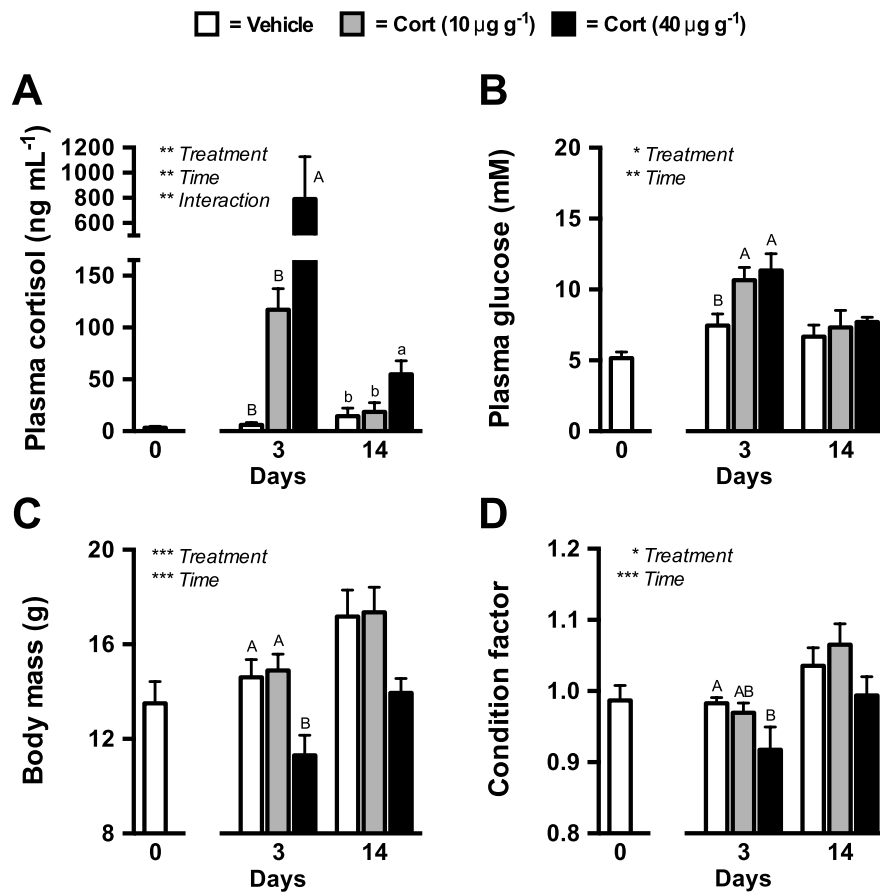 = Vehicle = Cort (10 µg g⁻¹) = Cort (40 µg g⁻¹)
A
Plasma cortisol (ng mL⁻¹)
1200
1000
800
600
150
100
50
0
** Treatment
** Time
** Interaction
B
B
A
b
b
a
0 3 14
Days
B
Plasma glucose (mM)
20
15
10
5
0
* Treatment
** Time
B
A
A
0 3 14
Days
C
Body mass (g)
20
16
12
8
*** Treatment
*** Time
A
A
B
0 3 14
Days
D
Condition factor
1.2
1.1
1.0
0.9
0.8
* Treatment
*** Time
A
AB
B
0 3 14
Days